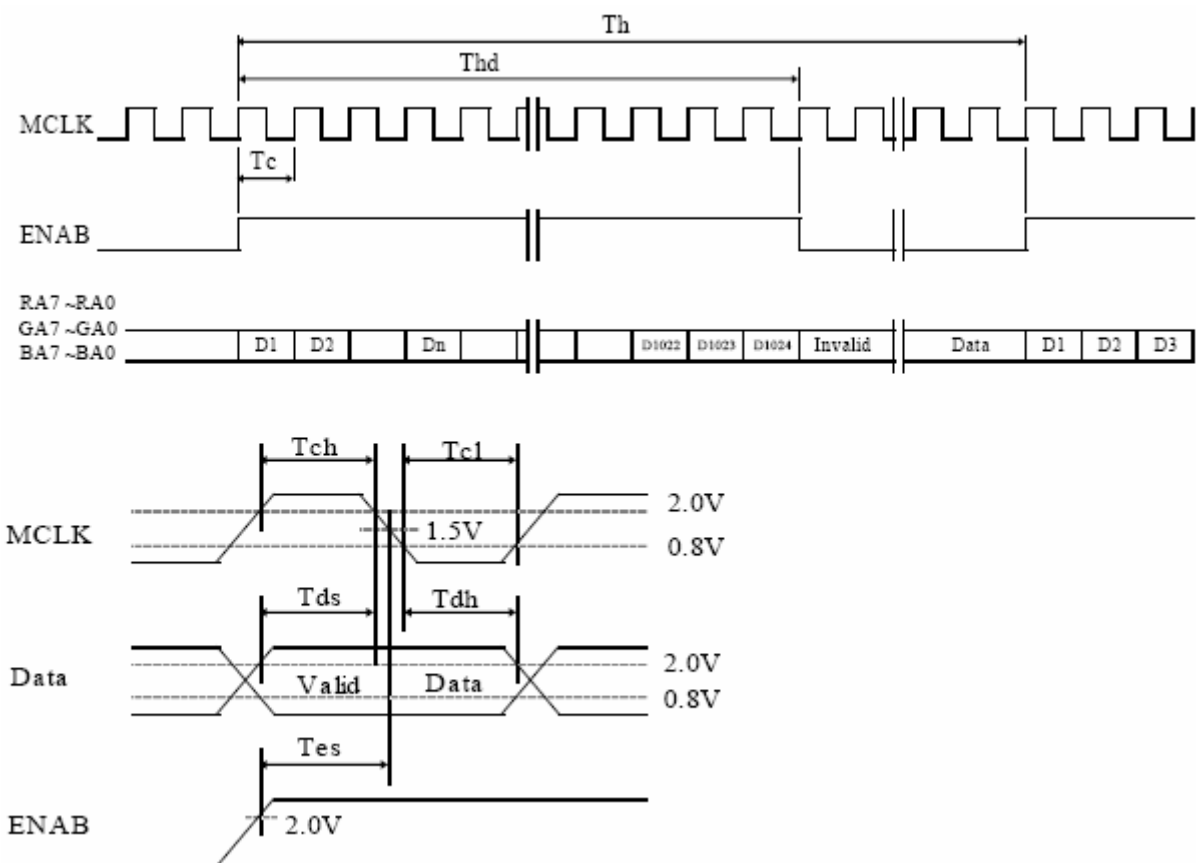 Th
Thd
MCLK
Tc
ENAB
RA7 ~RA0
GA7 ~GA0
BA7 ~BA0
D1 D2 Dn D1022 D1023 D1024 Invalid Data D1 D2 D3
Tch Tcl
2.0V
MCLK 1.5V
0.8V
Tds Tdh
2.0V
Data Valid Data
0.8V
Tes
ENAB 2.0V